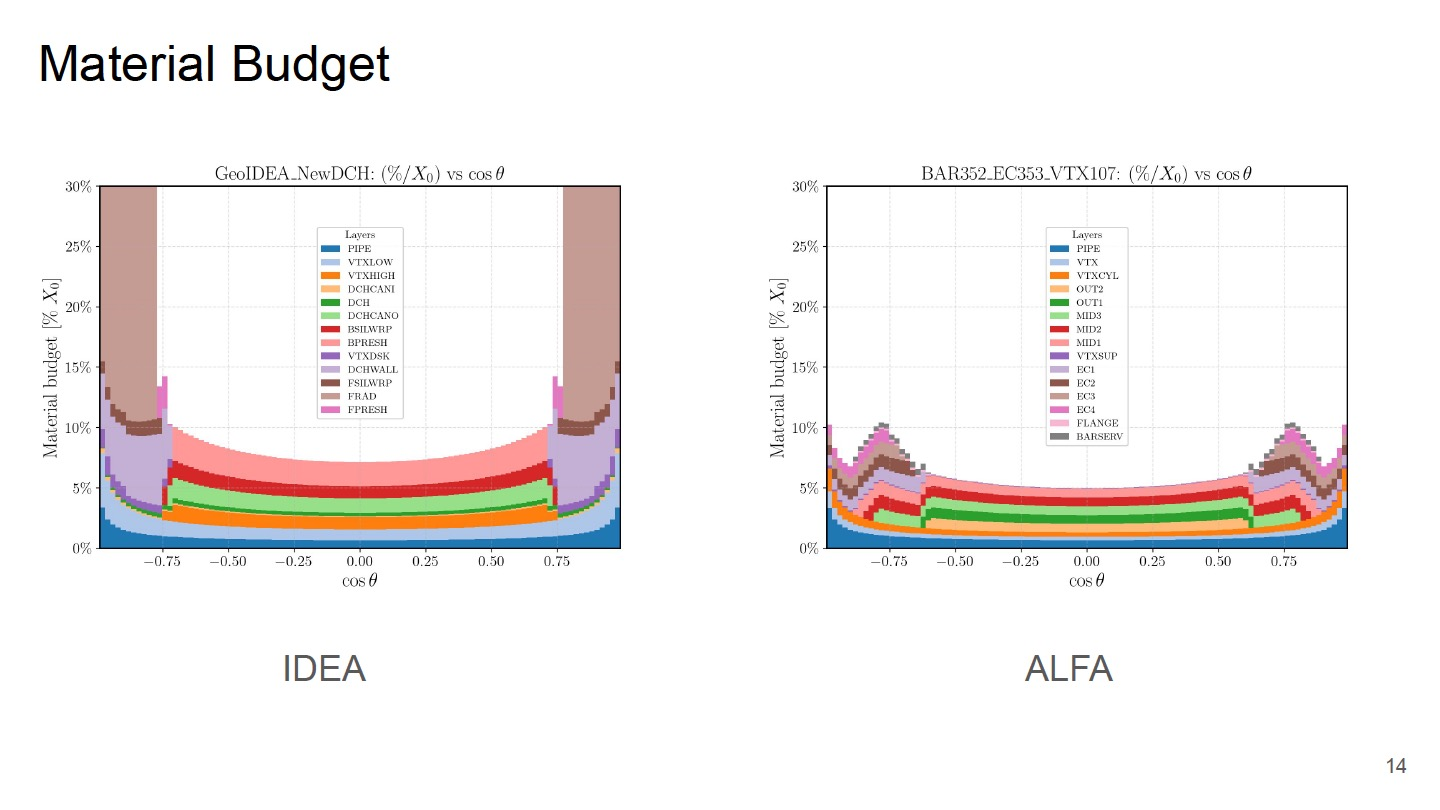 Material Budget
GeoIDEA_NewDCH: (%/X₀) vs cos θ
30%
25%
20%
15%
10%
5%
0%
Material budget [% X₀]
Layers
PIPE
VTXLOW
VTXHIGH
DCHCANI
DCH
DCHCANO
BSILWRP
BPRESH
VTXDSK
DCHWALL
FSILWRP
FRAD
FPRESH
−0.75 −0.50 −0.25 0.00 0.25 0.50 0.75
cos θ
IDEA
BAR352_EC353_VTX107: (%/X₀) vs cos θ
30%
25%
20%
15%
10%
5%
0%
Material budget [% X₀]
Layers
PIPE
VTX
VTXCYL
OUT2
OUT1
MID3
MID2
MID1
VTXSUP
EC1
EC2
EC3
EC4
FLANGE
BARSERV
−0.75 −0.50 −0.25 0.00 0.25 0.50 0.75
cos θ
ALFA
14